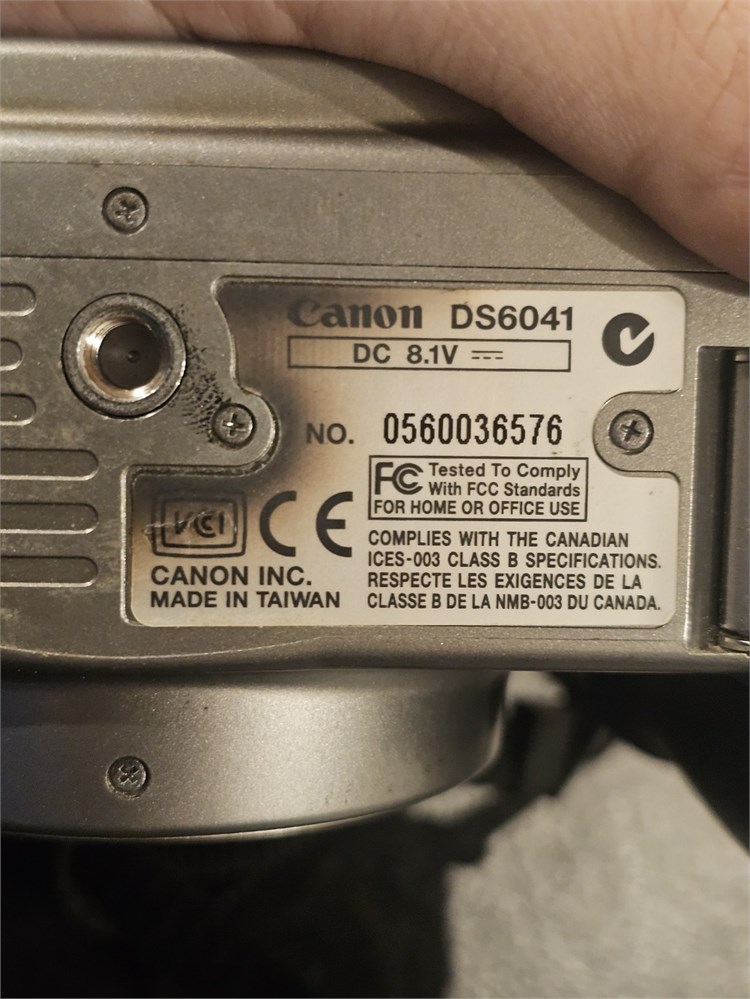 Canon DS6041
DC 8.1V
NO. 0560036576
FC Tested To Comply
With FCC Standards
FOR HOME OR OFFICE USE
VCI CE
CANON INC.
MADE IN TAIWAN
COMPLIES WITH THE CANADIAN
ICES-003 CLASS B SPECIFICATIONS.
RESPECTE LES EXIGENCES DE LA
CLASSE B DE LA NMB-003 DU CANADA.